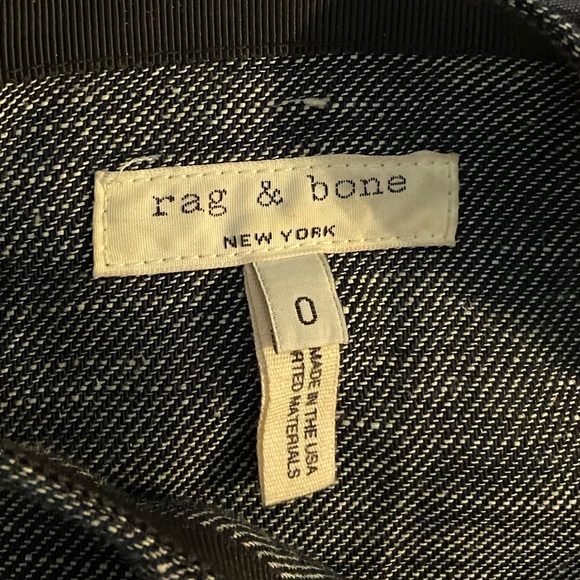 rag & bone
NEW YORK
0
MADE IN THE USA
MATERIALS